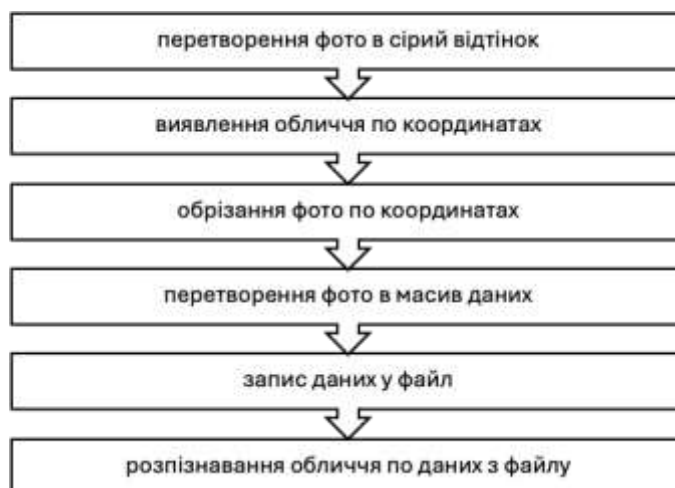 перетворення фото в сірий відтінок
виявлення обличчя по координатах
обрізання фото по координатах
перетворення фото в масив даних
запис даних у файл
розпізнавання обличчя по даних з файлу